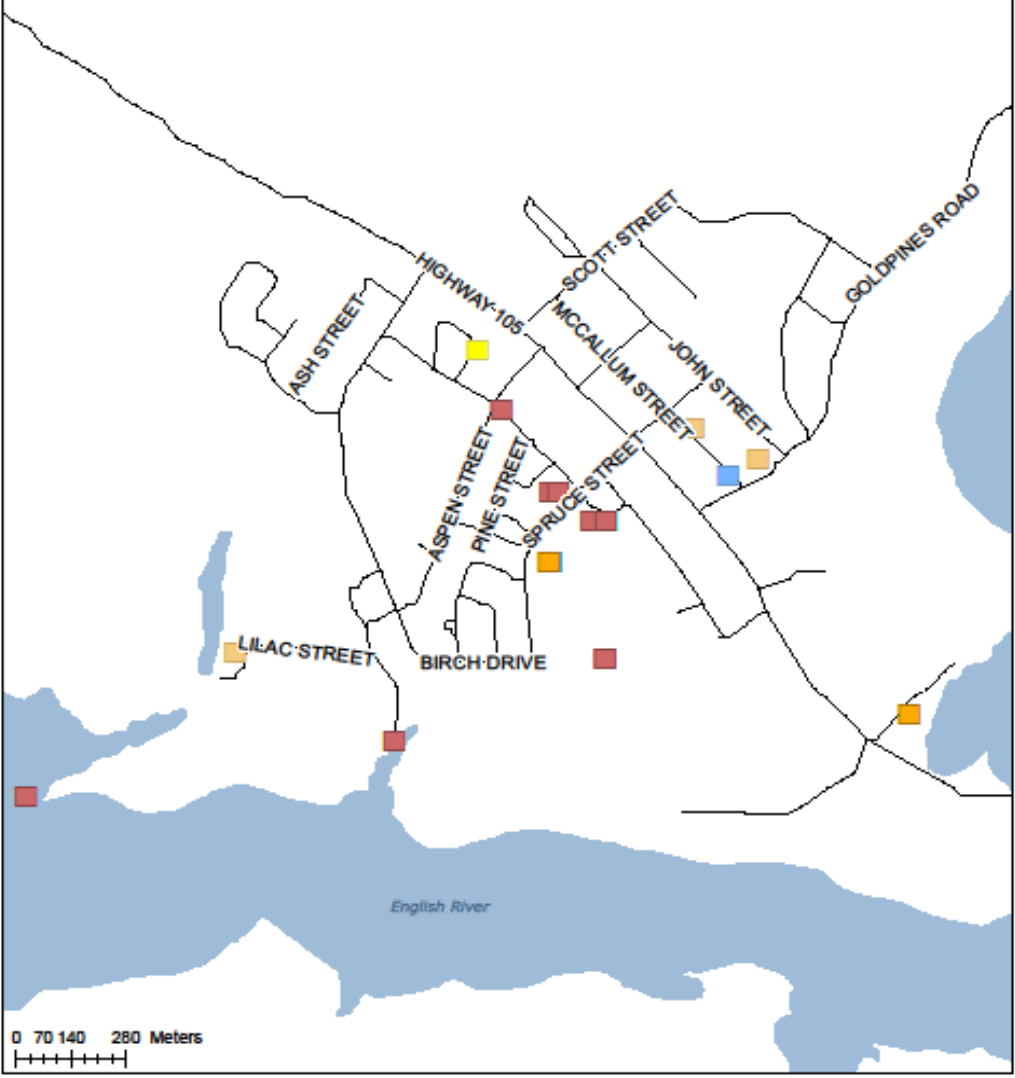 SCOTT STREET
GOLDPINES ROAD
HIGHWAY 105
ASH STREET
MCCALLUM STREET
JOHN STREET
ASPEN STREET
PINE STREET
SPRUCE STREET
LILAC STREET
BIRCH DRIVE
English River
0 70 140 280 Meters